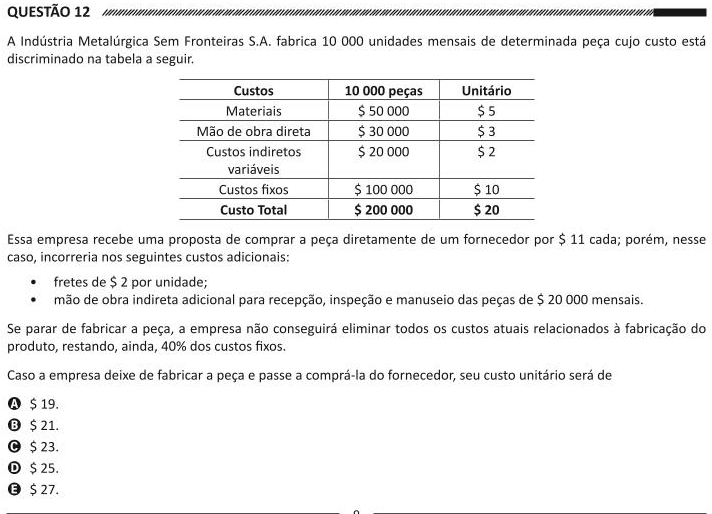 QUESTÃO 12
A Indústria Metalúrgica Sem Fronteiras S.A. fabrica 10 000 unidades mensais de determinada peça cujo custo está
discriminado na tabela a seguir.
Custos 10 000 peças Unitário
Materiais $ 50 000 $ 5
Mão de obra direta $ 30 000 $ 3
Custos indiretos $ 20 000 $ 2
variáveis
Custos fixos $ 100 000 $ 10
Custo Total $ 200 000 $ 20
Essa empresa recebe uma proposta de comprar a peça diretamente de um fornecedor por $ 11 cada; porém, nesse
caso, incorreria nos seguintes custos adicionais:
• fretes de $ 2 por unidade;
• mão de obra indireta adicional para recepção, inspeção e manuseio das peças de $ 20 000 mensais.
Se parar de fabricar a peça, a empresa não conseguirá eliminar todos os custos atuais relacionados à fabricação do
produto, restando, ainda, 40% dos custos fixos.
Caso a empresa deixe de fabricar a peça e passe a comprá-la do fornecedor, seu custo unitário será de
A $ 19.
B $ 21.
C $ 23.
D $ 25.
E $ 27.